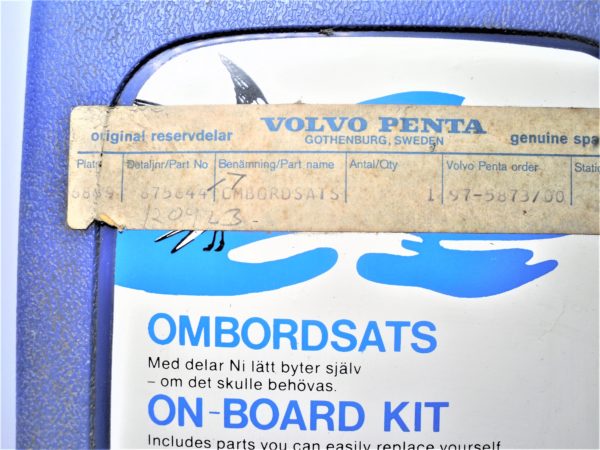 original reservdelar VOLVO PENTA genuine spa
GOTHENBURG, SWEDEN
Plats Detaljnr/Part No Benämning/Part name Antal/Qty Volvo Penta order Stati
875644 OMBORDSATS 1 97-5873/00
OMBORDSATS
Med delar Ni lätt byter själv
– om det skulle behövas.
ON-BOARD KIT
Includes parts you can easily replace yourself